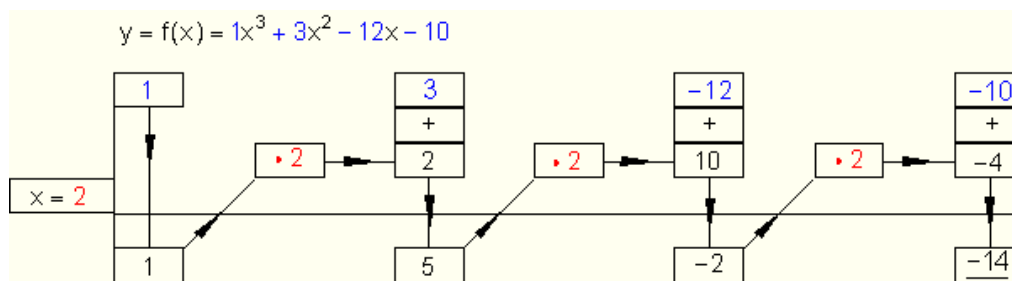 y = f(x) = 1x³ + 3x² − 12x − 10
1 3 −12 −10
+ + +
• 2 2 • 2 10 • 2 −4
x = 2
1 5 −2 −14